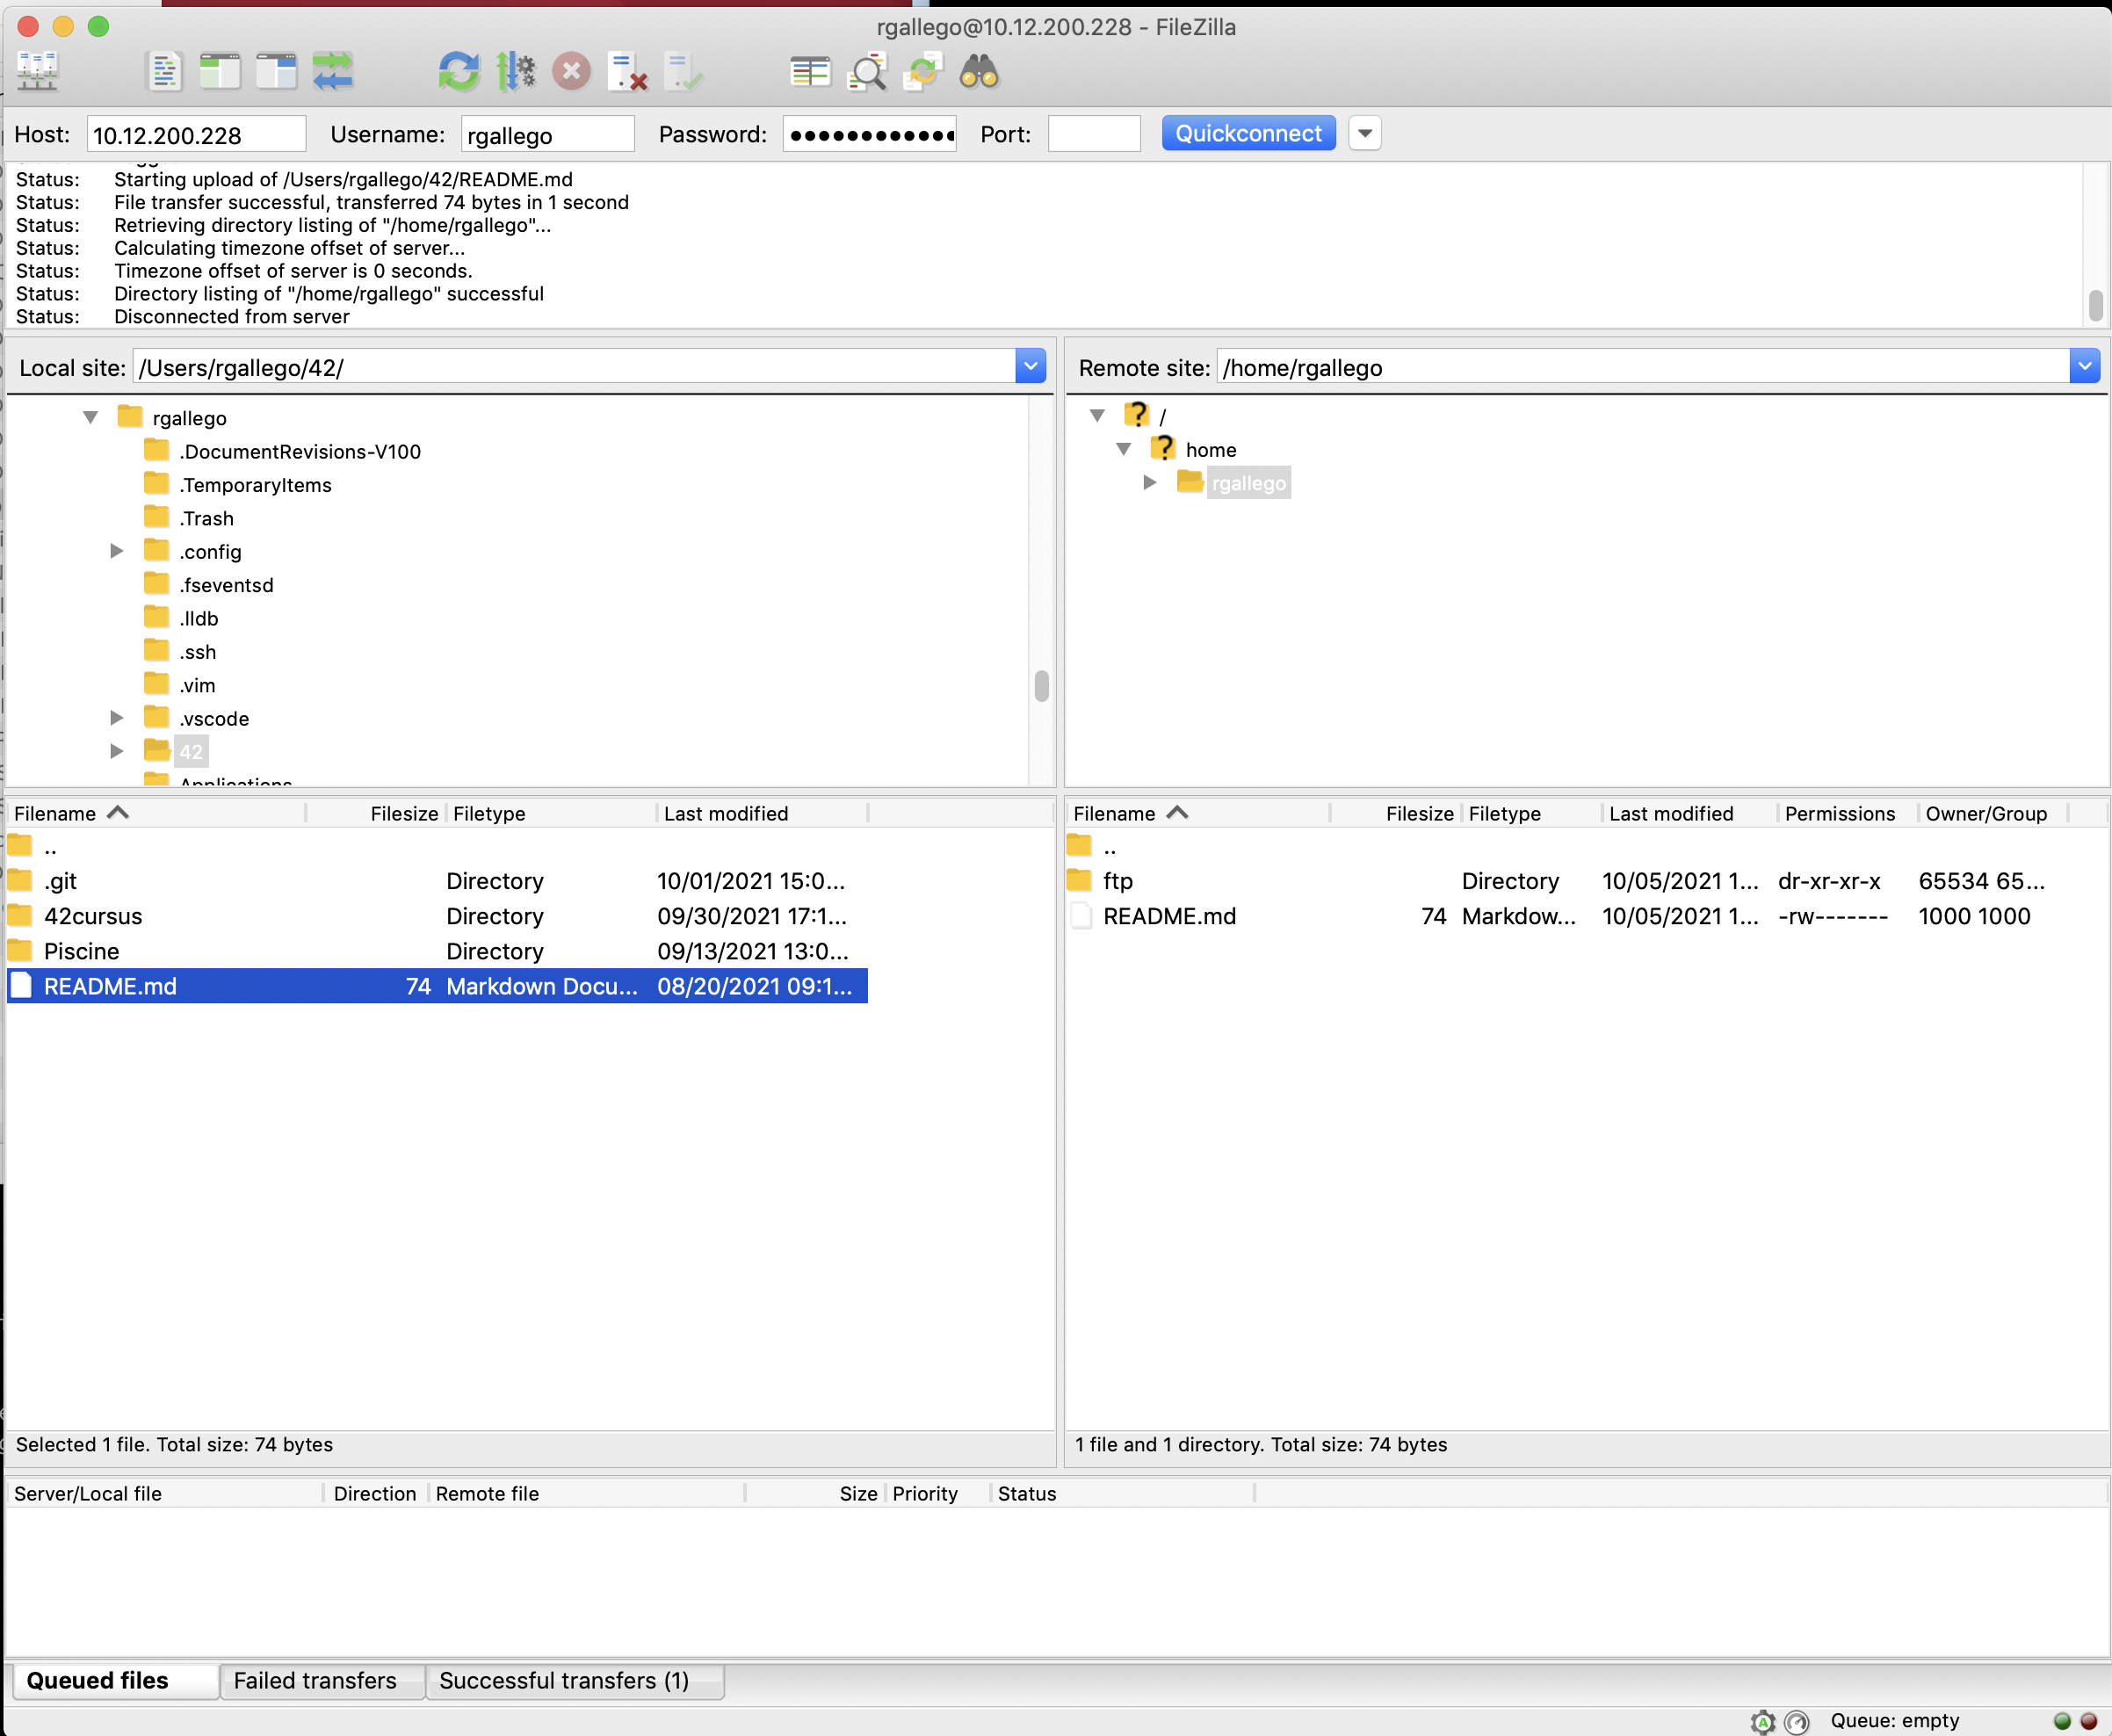 rgallego@10.12.200.228 - FileZilla
Host: 10.12.200.228 Username: rgallego Password: ●●●●●●●●●●●● Port: Quickconnect
Status: Starting upload of /Users/rgallego/42/README.md
Status: File transfer successful, transferred 74 bytes in 1 second
Status: Retrieving directory listing of "/home/rgallego"...
Status: Calculating timezone offset of server...
Status: Timezone offset of server is 0 seconds.
Status: Directory listing of "/home/rgallego" successful
Status: Disconnected from server
Local site: /Users/rgallego/42/
rgallego
.DocumentRevisions-V100
.TemporaryItems
.Trash
.config
.fseventsd
.lldb
.ssh
.vim
.vscode
42
Applications
Remote site: /home/rgallego
/
home
rgallego
Filename Filesize Filetype Last modified
..
.git Directory 10/01/2021 15:0...
42cursus Directory 09/30/2021 17:1...
Piscine Directory 09/13/2021 13:0...
README.md 74 Markdown Docu... 08/20/2021 09:1...
Selected 1 file. Total size: 74 bytes
Filename Filesize Filetype Last modified Permissions Owner/Group
..
ftp Directory 10/05/2021 1... dr-xr-xr-x 65534 65...
README.md 74 Markdow... 10/05/2021 1... -rw------- 1000 1000
1 file and 1 directory. Total size: 74 bytes
Server/Local file Direction Remote file Size Priority Status
Queued files Failed transfers Successful transfers (1)
Queue: empty